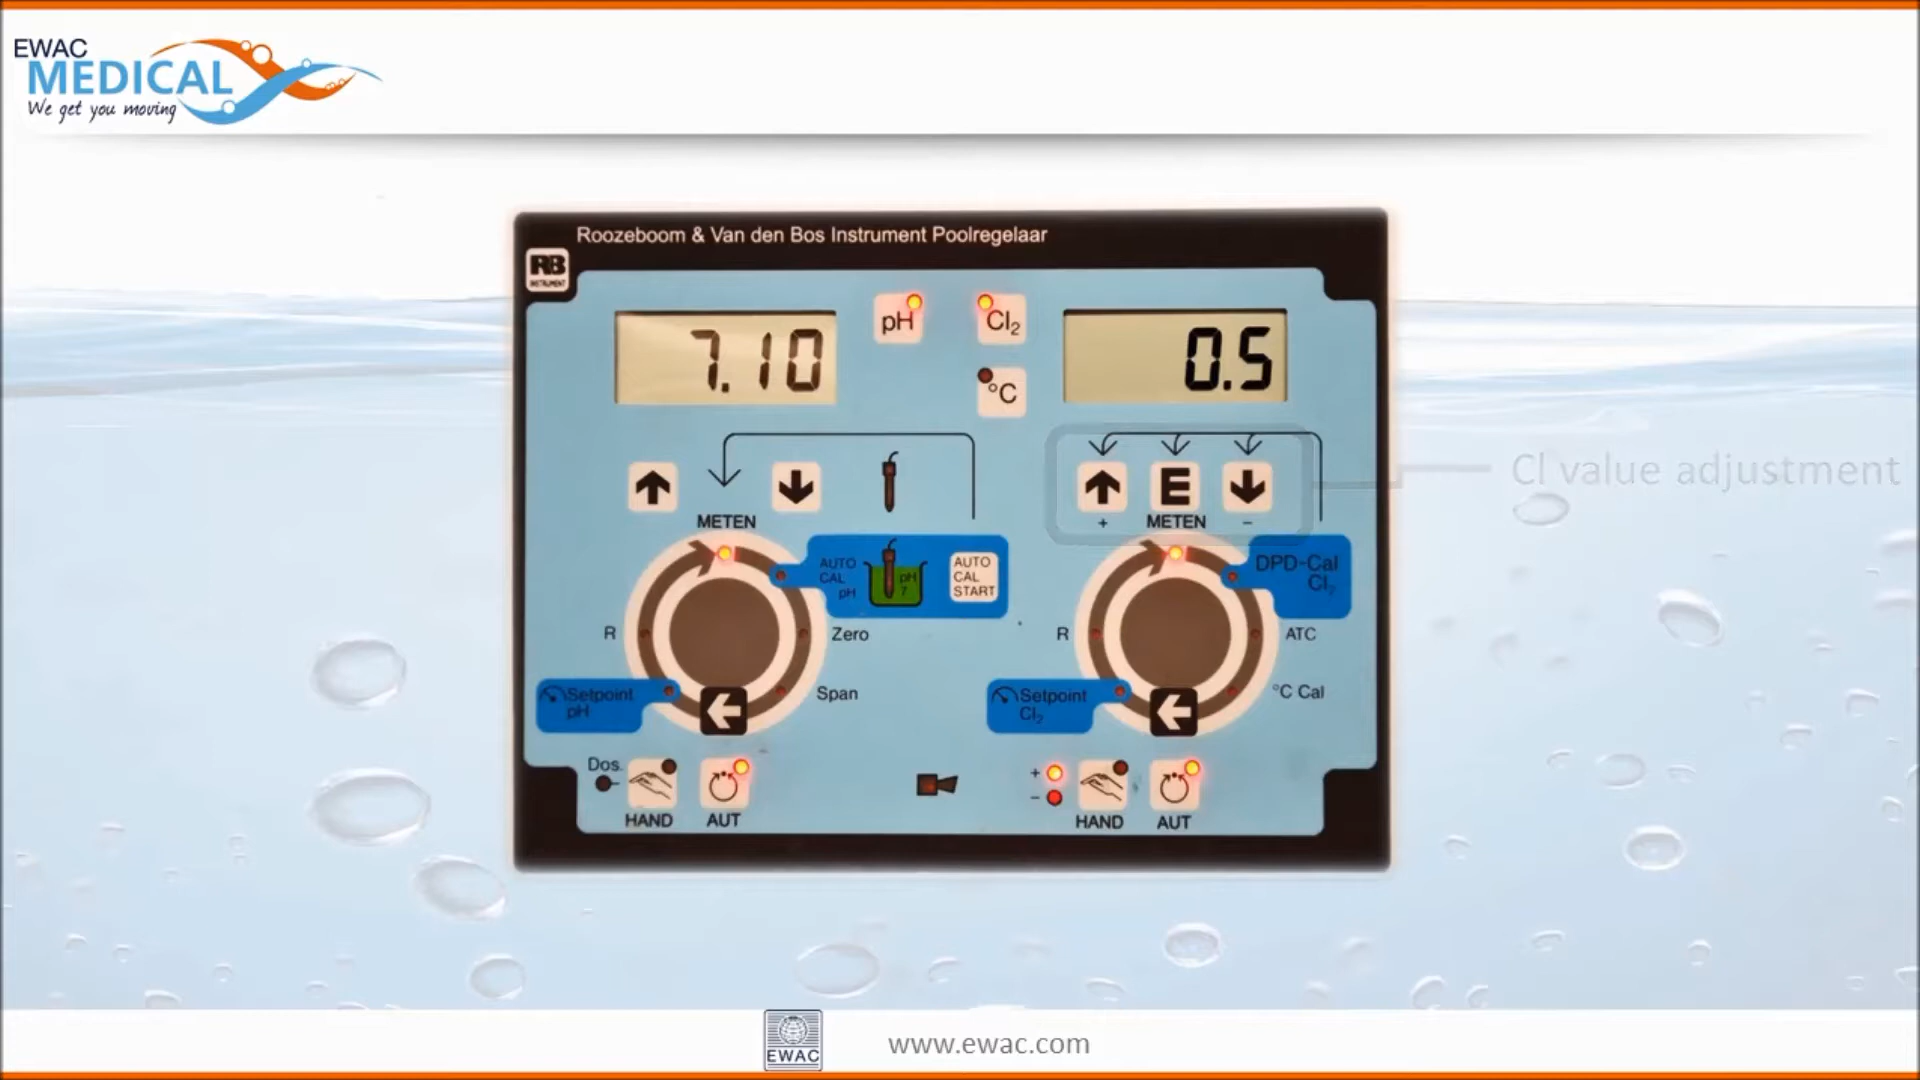 EWAC
MEDICAL
We get you moving
Roozeboom & Van den Bos Instrument Poolregelaar
RB
INSTRUMENT
7.10
pH
Cl₂
0.5
°C
E
Cl value adjustment
METEN
+
METEN
−
AUTO
CAL
pH
pH
7
AUTO
CAL
START
DPD-Cal
Cl₂
R
Zero
R
ATC
Setpoint
pH
Span
Setpoint
Cl₂
°C Cal
Dos.
+
−
HAND
AUT
HAND
AUT
EWAC
www.ewac.com